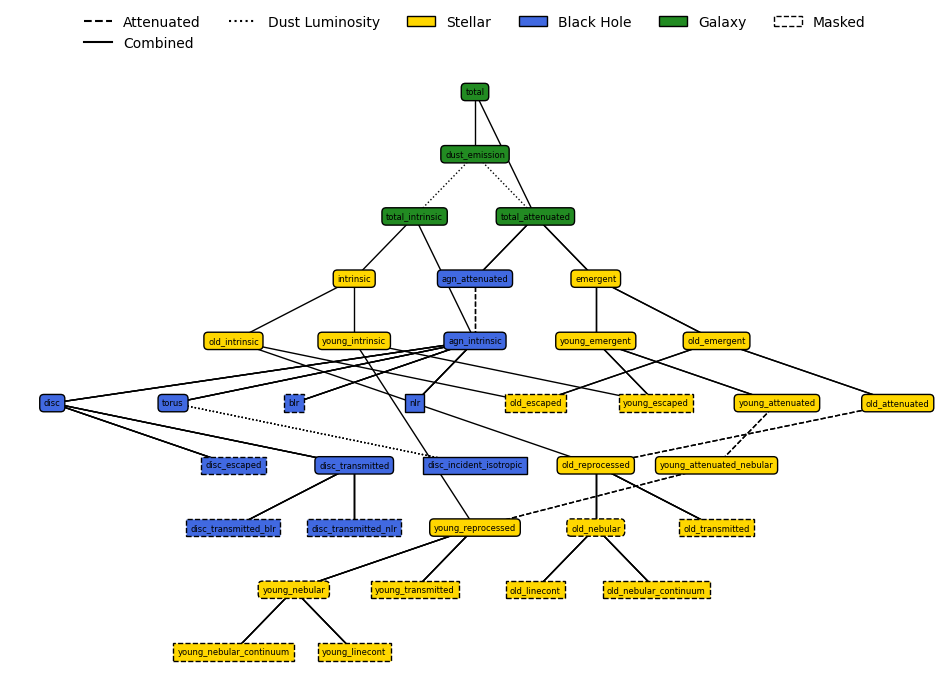 Attenuated Dust Luminosity Stellar Black Hole Galaxy Masked
Combined
total
dust_emission
total_intrinsic total_attenuated
intrinsic agn_attenuated emergent
old_intrinsic young_intrinsic agn_intrinsic young_emergent old_emergent
disc torus blr nlr old_escaped young_escaped young_attenuated old_attenuated
disc_escaped disc_transmitted disc_incident_isotropic old_reprocessed young_attenuated_nebular
disc_transmitted_blr disc_transmitted_nlr young_reprocessed old_nebular old_transmitted
young_nebular young_transmitted old_linecont old_nebular_continuum
young_nebular_continuum young_linecont